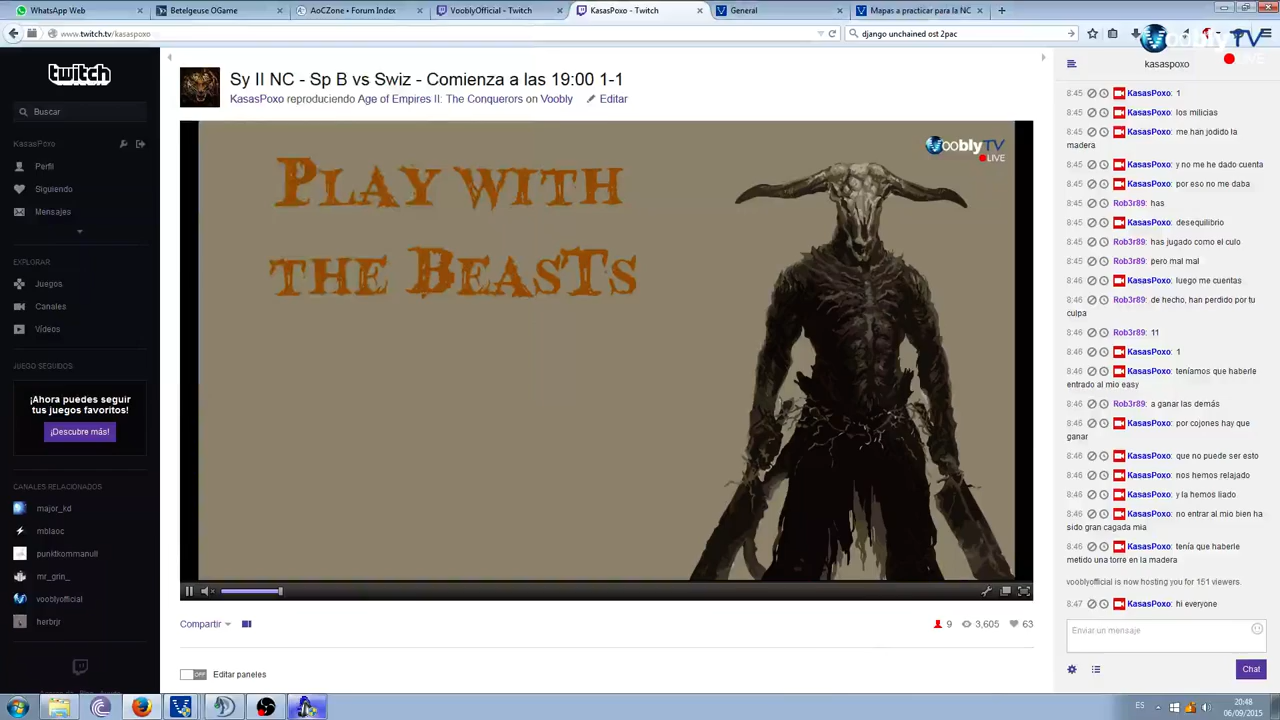 WhatsApp Web
Betelgeuse OGame
AoCZone • Forum Index
VooblyOfficial - Twitch
KasasPoxo - Twitch
General
Mapas a practicar para la NC
www.twitch.tv/kasaspoxo
django unchained ost 2pac
twitch
Buscar
KASASPOXO
Perfil
Siguiendo
Mensajes
EXPLORAR
Juegos
Canales
Vídeos
JUEGO SEGUIDOS:
¡Ahora puedes seguir
tus juegos favoritos!
¡Descubre más!
CANALES RELACIONADOS
major_kd
mblaoc
punktkommanull
mr_grin_
vooblyofficial
herbrjr
Sy II NC - Sp B vs Swiz - Comienza a las 19:00 1-1
KasasPoxo reproduciendo Age of Empires II: The Conquerors on Voobly
Editar
Play with
the Beasts
VooblyTV
LIVE
Compartir
9
3,605
63
OFF
Editar paneles
VooblyTV
LIVE
kasaspoxo
8:45 KasasPoxo: 1
8:45 KasasPoxo: los milicias
8:45 KasasPoxo: me han jodido la
madera
8:45 KasasPoxo: y no me he dado cuenta
8:45 KasasPoxo: por eso no me daba
8:45 Rob3r89: has
8:45 KasasPoxo: desequilibrio
8:45 Rob3r89: has jugado como el culo
8:45 Rob3r89: pero mal mal
8:45 KasasPoxo: luego me cuentas
8:46 Rob3r89: de hecho, han perdido por tu
culpa
8:46 Rob3r89: 11
8:46 KasasPoxo: 1
8:46 KasasPoxo: teníamos que haberle
entrado al mio easy
8:46 Rob3r89: a ganar las demás
8:46 KasasPoxo: por cojones hay que
ganar
8:46 KasasPoxo: que no puede ser esto
8:46 KasasPoxo: nos hemos relajado
8:46 KasasPoxo: y la hemos liado
8:46 KasasPoxo: no entrar al mio bien ha
sido gran cagada mia
8:46 KasasPoxo: tenía que haberle
metido una torre en la madera
vooblyofficial is now hosting you for 151 viewers.
8:47 KasasPoxo: hi everyone
Enviar un mensaje
Chat
ES
20:48
06/09/2015